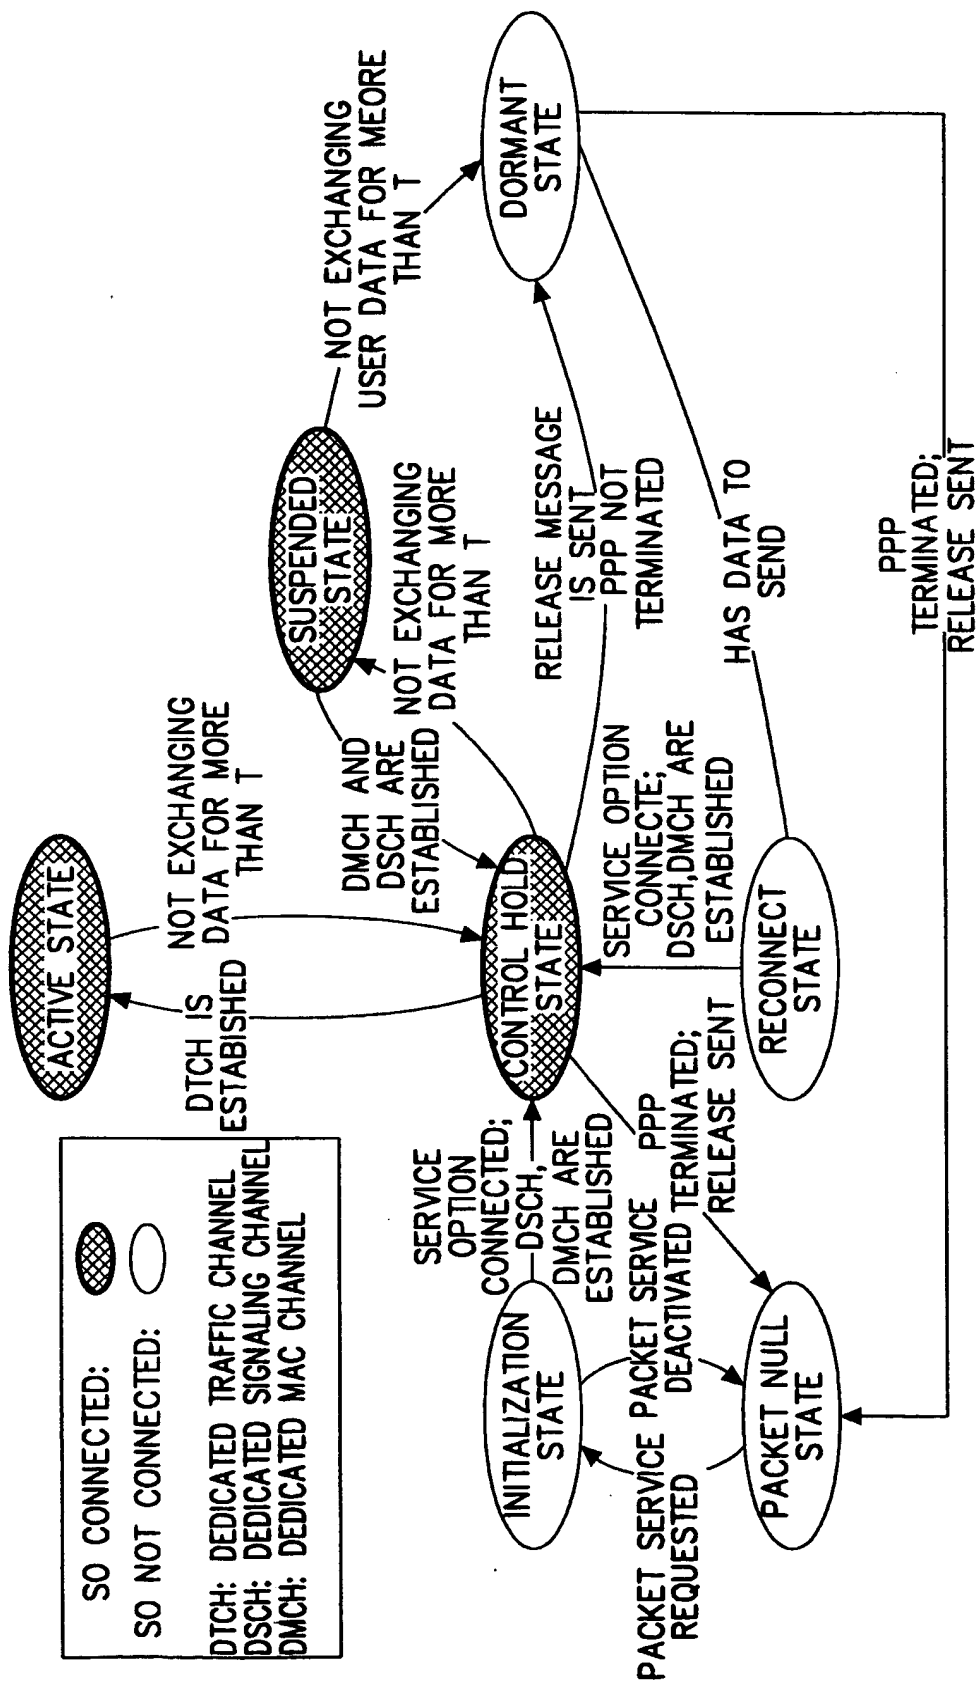 SO CONNECTED:
SO NOT CONNECTED:
DTCH: DEDICATED TRAFFIC CHANNEL
DSCH: DEDICATED SIGNALING CHANNEL
DMCH: DEDICATED MAC CHANNEL
ACTIVE STATE
DTCH IS
ESTABISHED
NOT EXCHANGING
DATA FOR MORE
THAN T
SUSPENDED
STATE
NOT EXCHANGING
USER DATA FOR MEORE
THAN T
DMCH AND
DSCH ARE
ESTABLISHED
NOT EXCHANGING
DATA FOR MORE
THAN T
INITIALIZATION
STATE
SERVICE
OPTION
CONNECTED;
DSCH,
DMCH ARE
ESTABLISHED
CONTROL HOLD
STATE
RELEASE MESSAGE
IS SENT
PPP NOT
TERMINATED
DORMANT
STATE
PACKET SERVICE
REQUESTED
PACKET SERVICE
DEACTIVATED
PPP
TERMINATED;
RELEASE SENT
SERVICE OPTION
CONNECTE;
DSCH,DMCH ARE
ESTABLISHED
HAS DATA TO
SEND
PACKET NULL
STATE
RECONNECT
STATE
PPP
TERMINATED;
RELEASE SENT